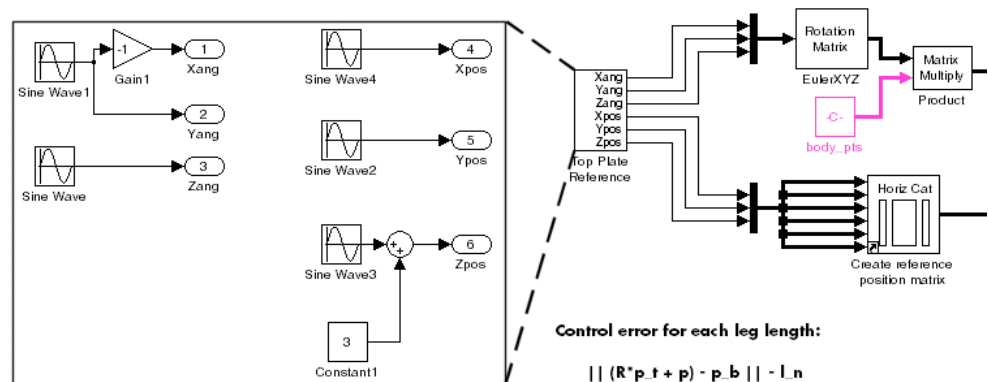 -1
1
Xang
Gain1
Sine Wave1
2
Yang
3
Zang
Sine Wave
4
Xpos
Sine Wave4
5
Ypos
Sine Wave2
6
Zpos
Sine Wave3
+
+
3
Constant1
Xang
Yang
Zang
Xpos
Ypos
Zpos
Top Plate
Reference
Rotation
Matrix
EulerXYZ
Matrix
Multiply
Product
-C-
body_pts
Horiz Cat
Create reference
position matrix
Control error for each leg length:
|| (R*p_t + p) - p_b || - l_n